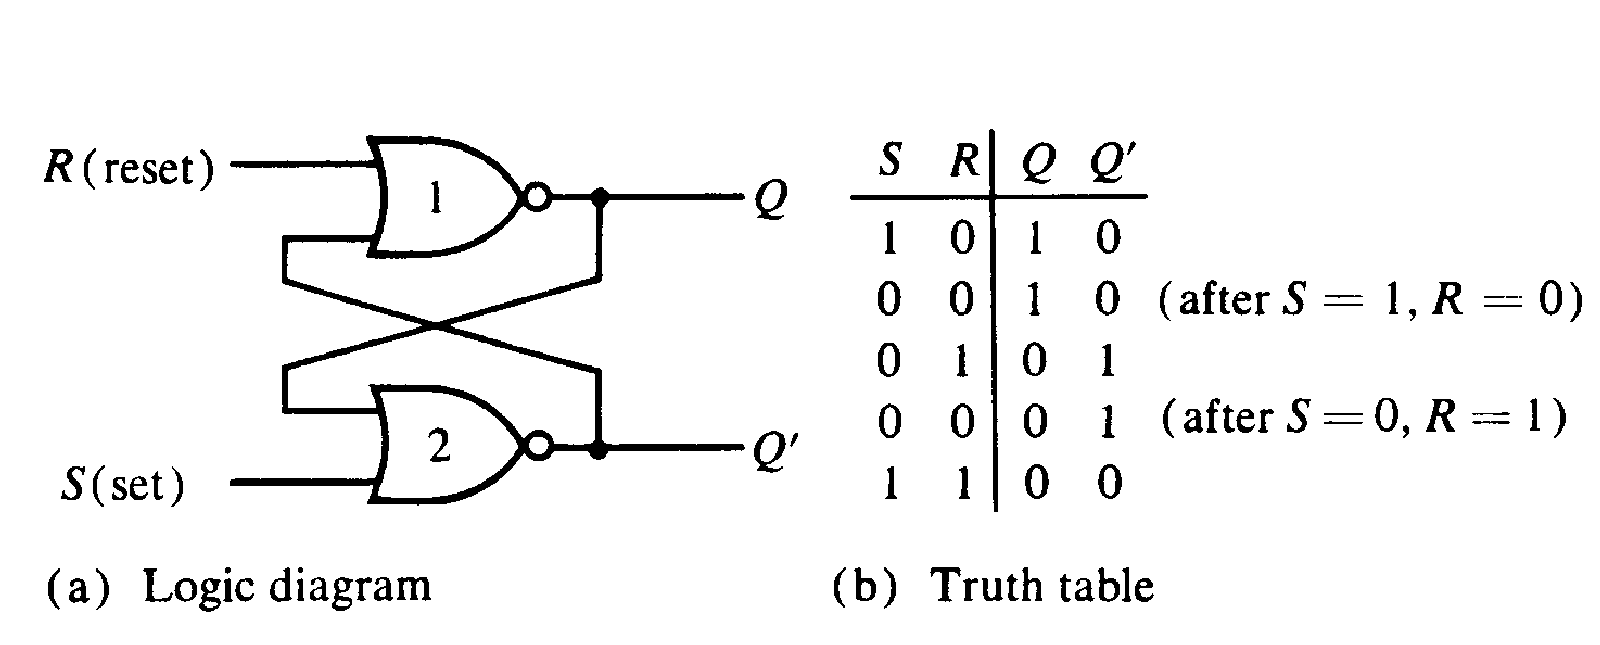 R(reset)
1
Q
2
Q′
S(set)
(a) Logic diagram
S R Q Q′
1 0 1 0
0 0 1 0 (after S = 1, R = 0)
0 1 0 1
0 0 0 1 (after S = 0, R = 1)
1 1 0 0
(b) Truth table